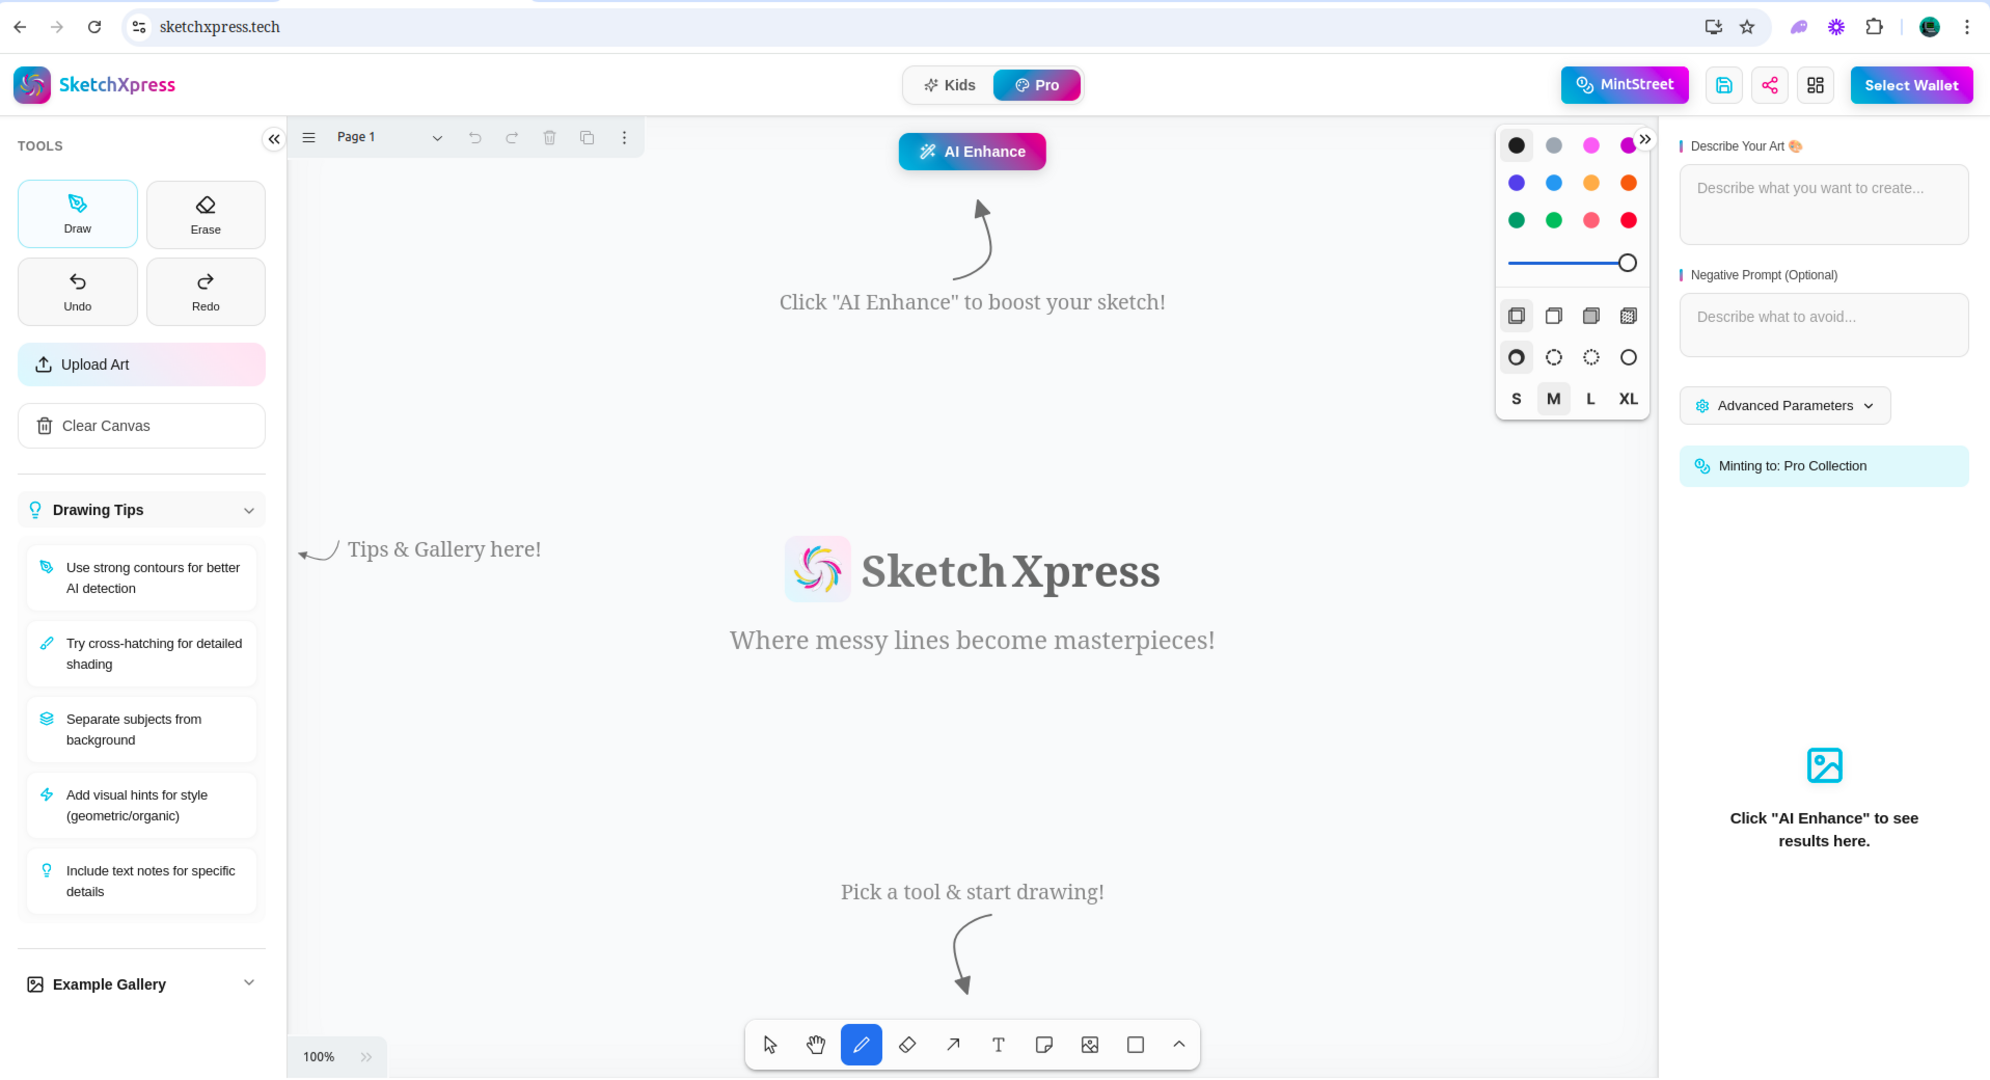 sketchxpress.tech
SketchXpress
Kids
Pro
MintStreet
Select Wallet
TOOLS
Draw
Erase
Undo
Redo
Upload Art
Clear Canvas
Drawing Tips
Use strong contours for better
AI detection
Try cross-hatching for detailed
shading
Separate subjects from
background
Add visual hints for style
(geometric/organic)
Include text notes for specific
details
Example Gallery
Page 1
AI Enhance
Click "AI Enhance" to boost your sketch!
Tips & Gallery here!
SketchXpress
Where messy lines become masterpieces!
Pick a tool & start drawing!
100%
S M L XL
Describe Your Art 🎨
Describe what you want to create...
Negative Prompt (Optional)
Describe what to avoid...
Advanced Parameters
Minting to: Pro Collection
Click "AI Enhance" to see
results here.